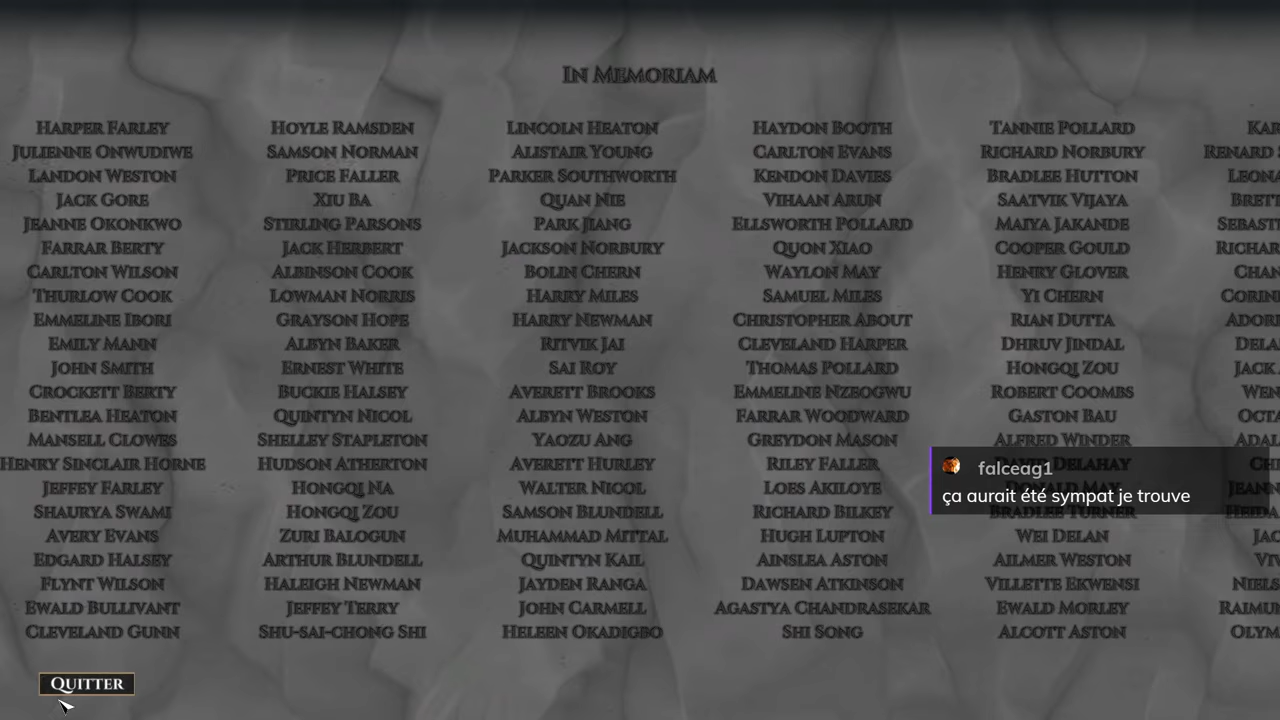 In Memoriam
Harper Farley
Julienne Onwudiwe
Landon Weston
Jack Gore
Jeanne Okonkwo
Farrar Berty
Carlton Wilson
Thurlow Cook
Emmeline Ibori
Emily Mann
John Smith
Crockett Berty
Bentlea Heaton
Mansell Clowes
Henry Sinclair Horne
Jeffey Farley
Shaurya Swami
Avery Evans
Edgard Halsey
Flynt Wilson
Ewald Bullivant
Cleveland Gunn
Hoyle Ramsden
Samson Norman
Price Faller
Xiu Ba
Stirling Parsons
Jack Herbert
Albinson Cook
Lowman Norris
Grayson Hope
Albyn Baker
Ernest White
Buckie Halsey
Quintyn Nicol
Shelley Stapleton
Hudson Atherton
Hongqi Na
Hongqi Zou
Zuri Balogun
Arthur Blundell
Haleigh Newman
Jeffey Terry
Shu-sai-chong Shi
Lincoln Heaton
Alistair Young
Parker Southworth
Quan Nie
Park Jiang
Jackson Norbury
Bolin Chern
Harry Miles
Harry Newman
Ritvik Jai
Sai Roy
Averett Brooks
Albyn Weston
Yaozu Ang
Averett Hurley
Walter Nicol
Samson Blundell
Muhammad Mittal
Quintyn Kail
Jayden Ranga
John Carmell
Heleen Okadigbo
Haydon Booth
Carlton Evans
Kendon Davies
Vihaan Arun
Ellsworth Pollard
Quon Xiao
Waylon May
Samuel Miles
Christopher About
Cleveland Harper
Thomas Pollard
Emmeline Nzeogwu
Farrar Woodward
Greydon Mason
Riley Faller
Loes Akiloye
Richard Bilkey
Hugh Lupton
Ainslea Aston
Dawsen Atkinson
Agastya Chandrasekar
Shi Song
Tannie Pollard
Richard Norbury
Bradlee Hutton
Saatvik Vijaya
Maiya Jakande
Cooper Gould
Henry Glover
Yi Chern
Rian Dutta
Dhruv Jindal
Hongqi Zou
Robert Coombs
Gaston Bau
Alfred Winder
David Delahay
Donald May
Bradlee Turner
Wei Delan
Ailmer Weston
Villette Ekwensi
Ewald Morley
Alcott Aston
falceag1
ça aurait été sympat je trouve
Quitter